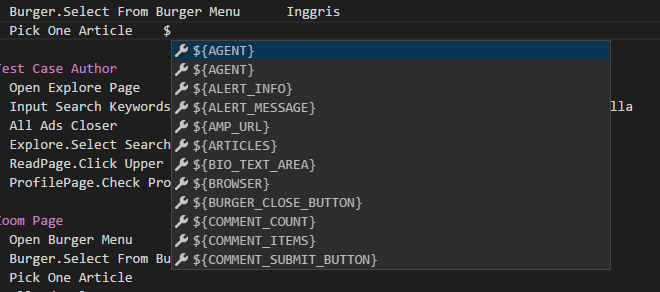 Burger.Select From Burger Menu Inggris
Pick One Article $
${AGENT}
${AGENT}
${ALERT_INFO}
${ALERT_MESSAGE}
${AMP_URL}
${ARTICLES}
${BIO_TEXT_AREA}
${BROWSER}
${BURGER_CLOSE_BUTTON}
${COMMENT_COUNT}
${COMMENT_ITEMS}
${COMMENT_SUBMIT_BUTTON}
est Case Author
Open Explore Page
Input Search Keywords lla
All Ads Closer
Explore.Select Search
ReadPage.Click Upper
ProfilePage.Check Pro
oom Page
Open Burger Menu
Burger.Select From Bu
Pick One Article